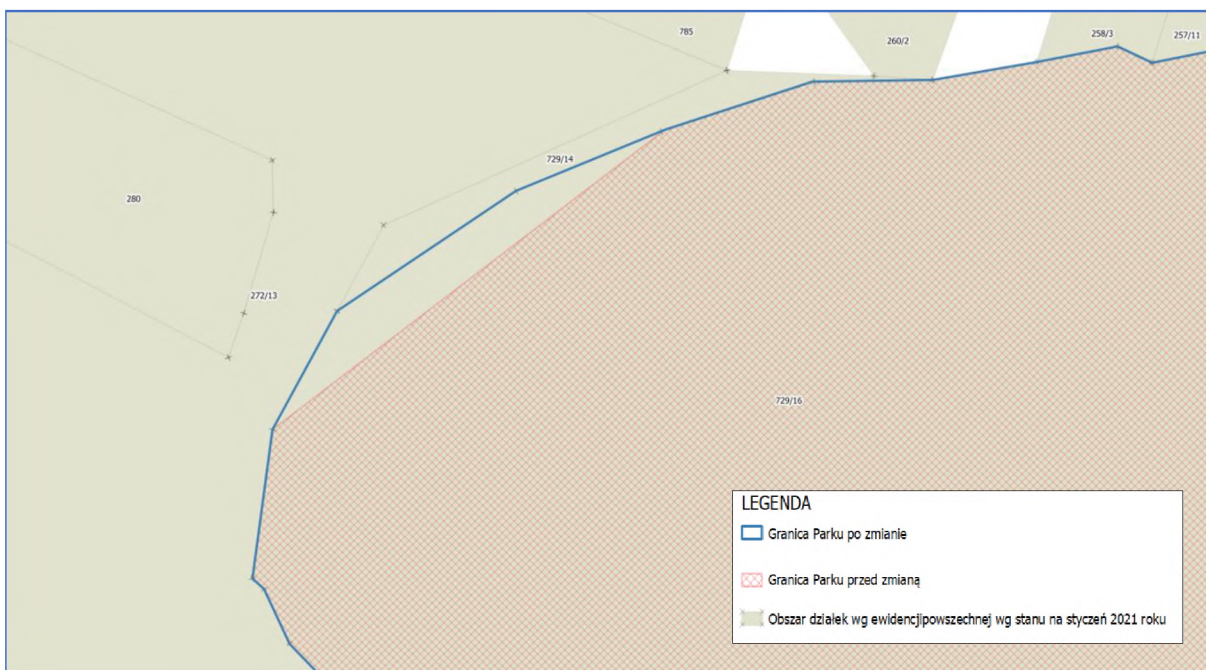 785
260/2
258/3
257/11
729/14
280
272/13
729/16
LEGENDA
Granica Parku po zmianie
Granica Parku przed zmianą
Obszar działek wg ewidencjipowszechnej wg stanu na styczeń 2021 roku